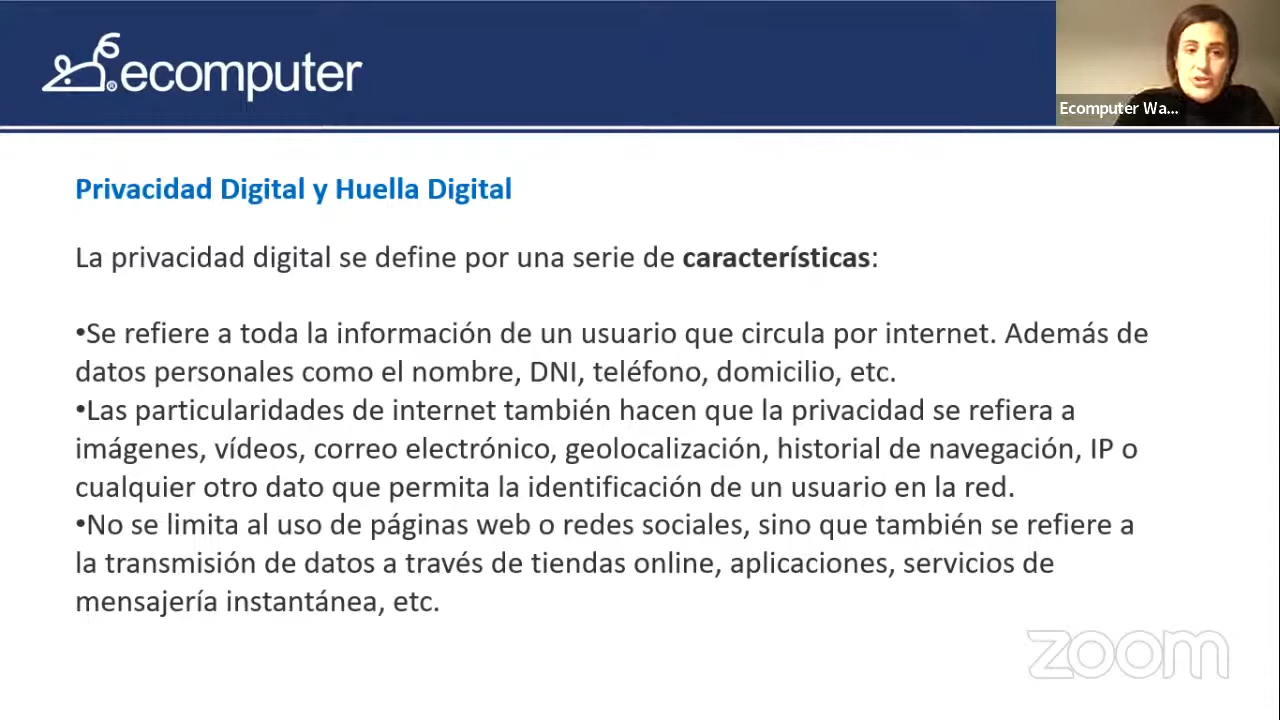 ecomputer
Ecomputer Wa...
Privacidad Digital y Huella Digital
La privacidad digital se define por una serie de características:
•Se refiere a toda la información de un usuario que circula por internet. Además de
datos personales como el nombre, DNI, teléfono, domicilio, etc.
•Las particularidades de internet también hacen que la privacidad se refiera a
imágenes, vídeos, correo electrónico, geolocalización, historial de navegación, IP o
cualquier otro dato que permita la identificación de un usuario en la red.
•No se limita al uso de páginas web o redes sociales, sino que también se refiere a
la transmisión de datos a través de tiendas online, aplicaciones, servicios de
mensajería instantánea, etc.
zoom